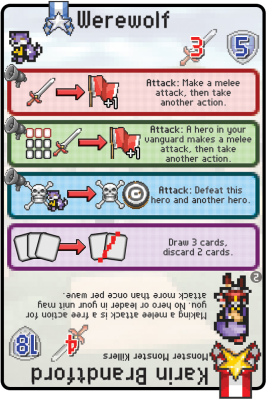 Werewolf
3
5
Attack: Make a melee
attack, then take
another action.
+1
Attack: A hero in your
vanguard makes a melee
attack, then take
another action.
+1
Attack: Defeat this
hero and another hero.
Draw 3 cards,
discard 2 cards.
2
Karin Brandtford
Monster Monster Killers
4
18
Making a melee attack is a free action for
you. No hero or leader in your unit may
attack more than once per wave.